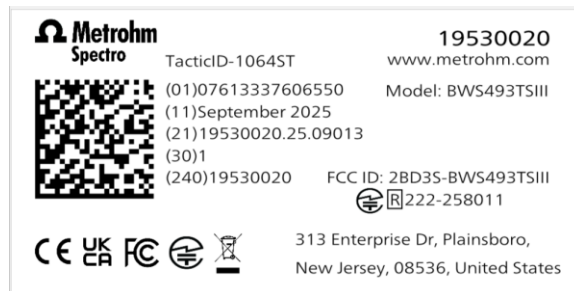 Metrohm
Spectro
19530020
www.metrohm.com
TacticID-1064ST
(01)07613337606550
Model: BWS493TSIII
(11)September 2025
(21)19530020.25.09013
(30)1
(240)19530020
FCC ID: 2BD3S-BWS493TSIII
R 222-258011
CE UK CA FC
313 Enterprise Dr, Plainsboro,
New Jersey, 08536, United States